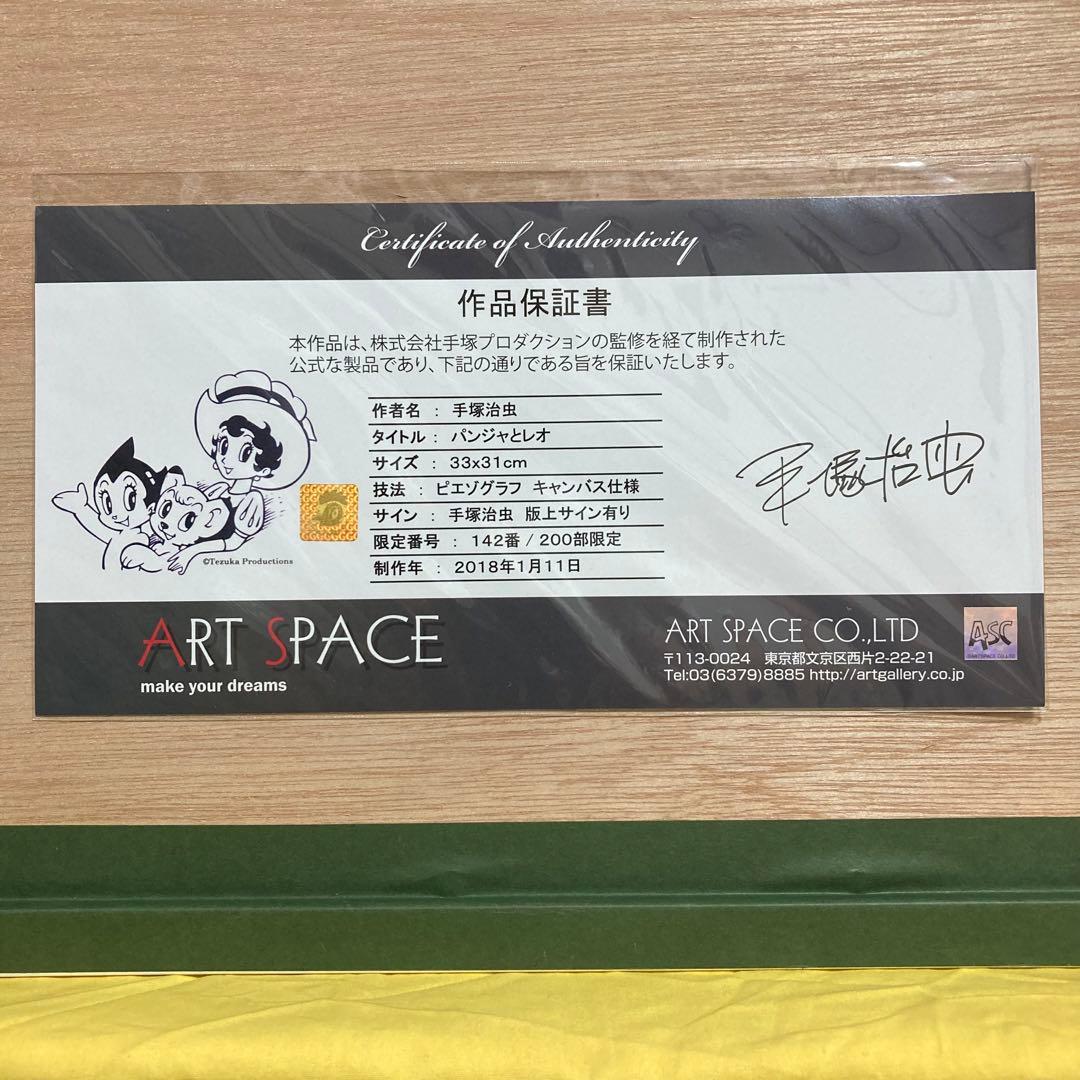 Certificate of Authenticity
作品保証書
本作品は、株式会社手塚プロダクションの監修を経て制作された
公式な製品であり、下記の通りである旨を保証いたします。
作者名 : 手塚治虫
タイトル : パンジャとレオ
サイズ : 33x31cm
技法 : ピエゾグラフ キャンバス仕様
サイン : 手塚治虫 版上サイン有り
限定番号 : 142番 / 200部限定
制作年 : 2018年1月11日
©Tezuka Productions
手塚治虫
ART SPACE
make your dreams
ART SPACE CO.,LTD
〒113-0024 東京都文京区西片2-22-21
Tel:03(6379)8885 http://artgallery.co.jp
ASC